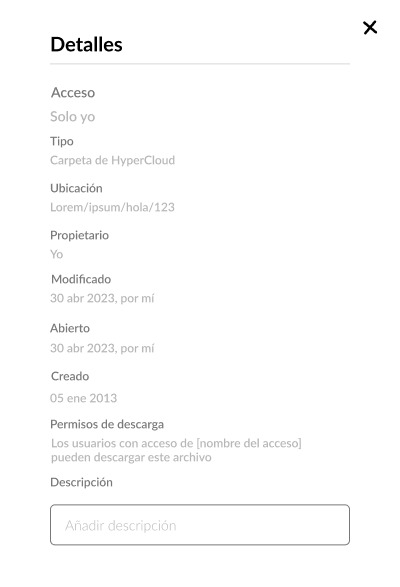 Detalles
Acceso
Solo yo
Tipo
Carpeta de HyperCloud
Ubicación
Lorem/ipsum/hola/123
Propietario
Yo
Modificado
30 abr 2023, por mí
Abierto
30 abr 2023, por mí
Creado
05 ene 2013
Permisos de descarga
Los usuarios con acceso de [nombre del acceso]
pueden descargar este archivo
Descripción
Añadir descripción